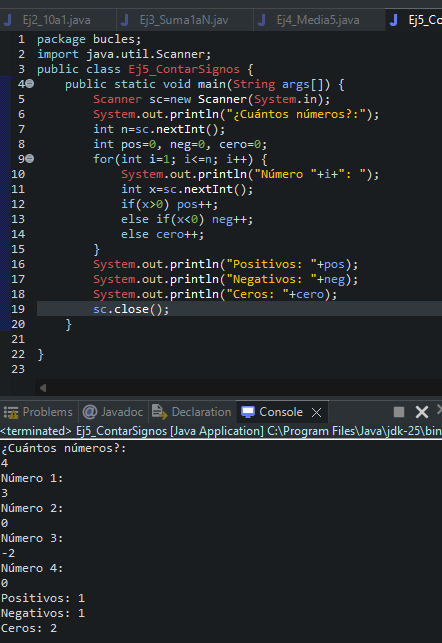 Ej2_10a1.java Ej3_Suma1aN.jav Ej4_Media5.java Ej5_Co
1 package bucles;
2 import java.util.Scanner;
3 public class Ej5_ContarSignos {
4 public static void main(String args[]) {
5 Scanner sc=new Scanner(System.in);
6 System.out.println("¿Cuántos números?:");
7 int n=sc.nextInt();
8 int pos=0, neg=0, cero=0;
9 for(int i=1; i<=n; i++) {
10 System.out.println("Número "+i+": ");
11 int x=sc.nextInt();
12 if(x>0) pos++;
13 else if(x<0) neg++;
14 else cero++;
15 }
16 System.out.println("Positivos: "+pos);
17 System.out.println("Negativos: "+neg);
18 System.out.println("Ceros: "+cero);
19 sc.close();
20 }
21
22 }
23
Problems Javadoc Declaration Console
<terminated> Ej5_ContarSignos [Java Application] C:\Program Files\Java\jdk-25\bin
¿Cuántos números?:
4
Número 1:
3
Número 2:
0
Número 3:
-2
Número 4:
0
Positivos: 1
Negativos: 1
Ceros: 2